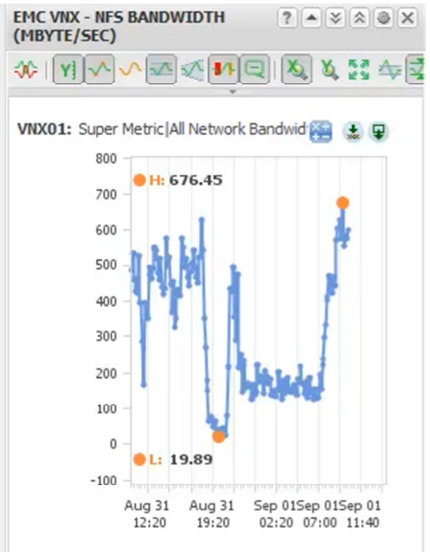 EMC VNX - NFS BANDWIDTH
(MBYTE/SEC)
VNX01: Super Metric|All Network Bandwid
800
H: 676.45
700
600
500
400
300
200
100
0
L: 19.89
-100
Aug 31 Aug 31 Sep 01 Sep 01 Sep 01
12:20 19:20 02:20 07:00 11:40